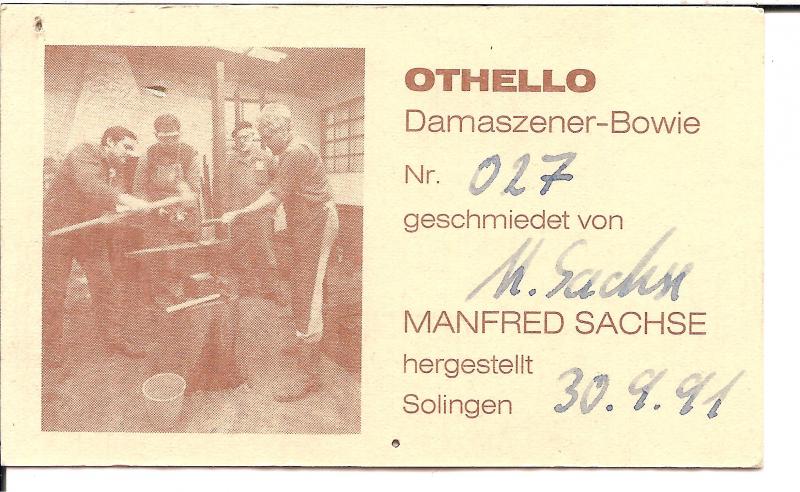 OTHELLO
Damaszener-Bowie
Nr. 027
geschmiedet von
M. Sachse
MANFRED SACHSE
hergestellt
Solingen 30.9.91